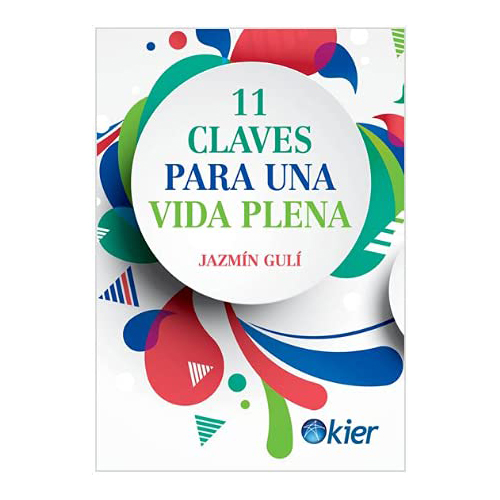 11
CLAVES
PARA UNA
VIDA PLENA
JAZMÍN GULÍ
kier